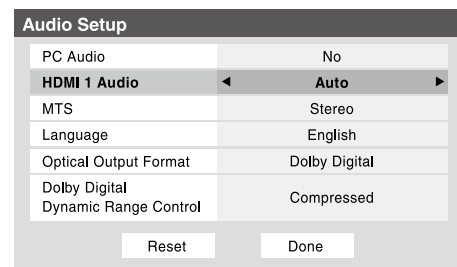 Audio Setup
PC Audio No
HDMI 1 Audio ◀ Auto ▶
MTS Stereo
Language English
Optical Output Format Dolby Digital
Dolby Digital
Dynamic Range Control Compressed
Reset Done